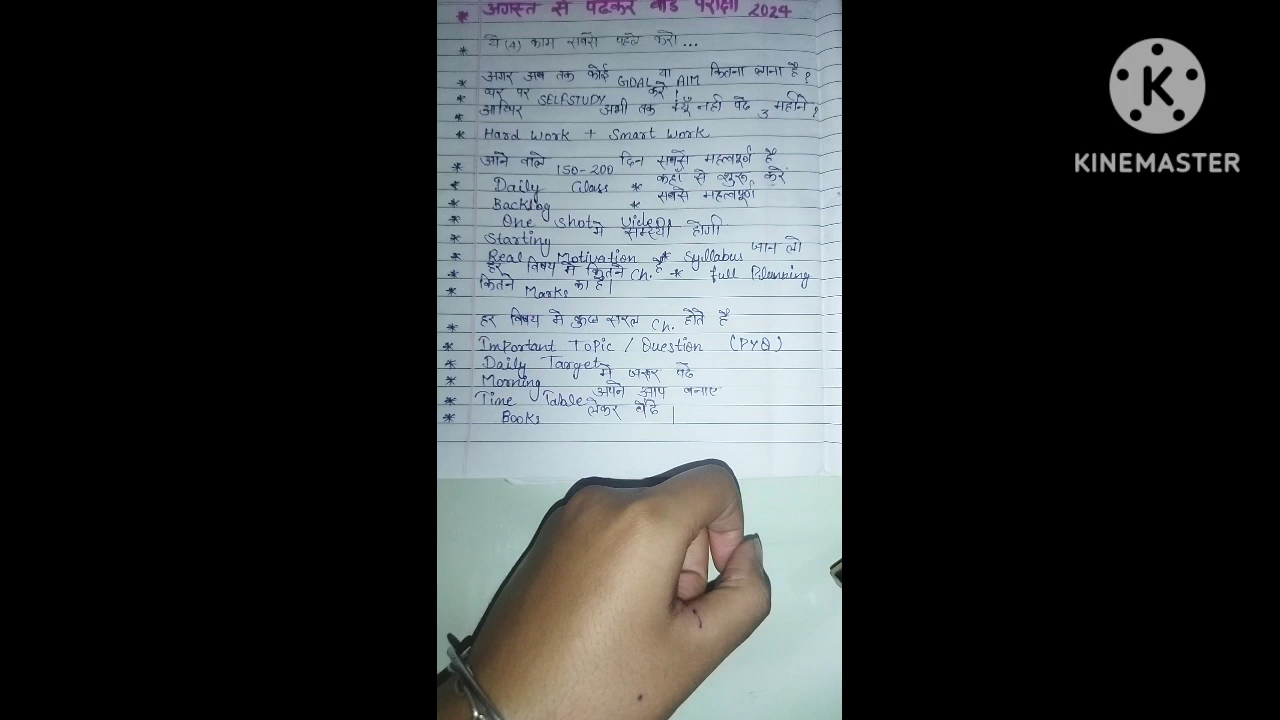 * अगस्त से पढकर बोर्ड परीक्षा 2024
* ये (4) काम सबसे पहले करो ...
* अगर अब तक कोई GOAL या AIM कितना लाना है?
* घर पर SELFSTUDY करे |
* आखिर अभी तक क्यूँ नही पढे 3 महीने ?
* Hard work + Smart work
* आने वाले 150-200 दिन सबसे महत्वपूर्ण है
* Daily Class * कहाँ से शुरू करें
* Backlog * सबसे महत्वपूर्ण
* One Shot Video
* Starting मे समस्या होगी
* Real Motivation * Syllabus जान लो
* हर विषय मे कितने Ch. है * full Planning
* कितने Marks का है |
* हर विषय मे कुछ सरल Ch. होते है
* Important Topic / Question (PYQ)
* Daily Target
* Morning मे जरूर पढे
* Time Table अपने आप बनाए
* Books लेकर बैठे |
KINEMASTER